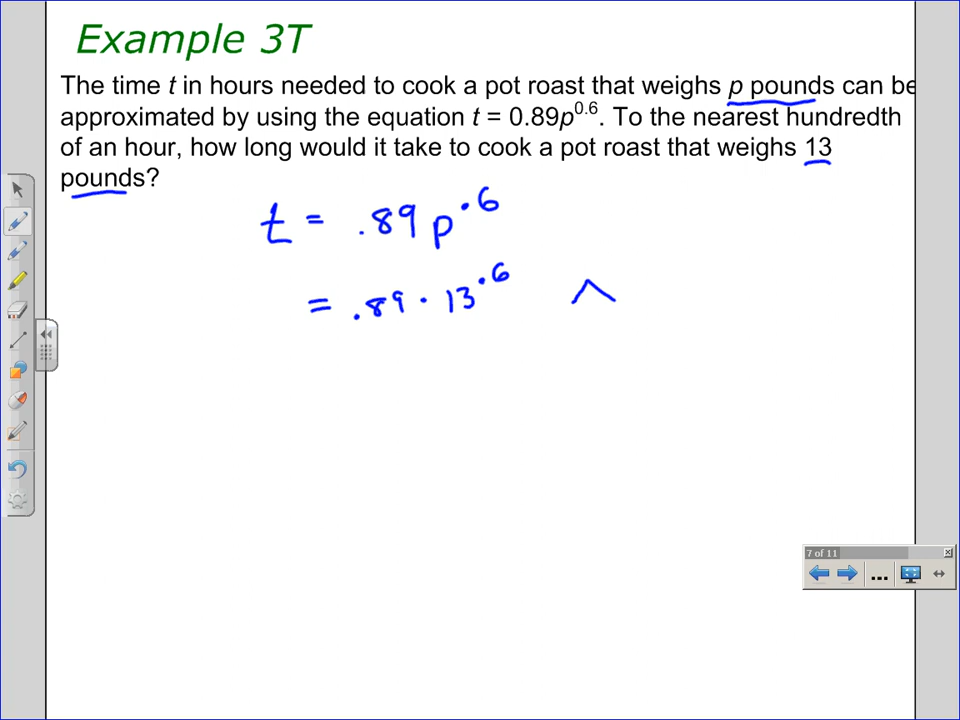 Example 3T
The time t in hours needed to cook a pot roast that weighs p pounds can be
approximated by using the equation t = 0.89p^0.6. To the nearest hundredth
of an hour, how long would it take to cook a pot roast that weighs 13
pounds?
t = .89p^.6
= .89 · 13^.6 ^
7 of 11
...